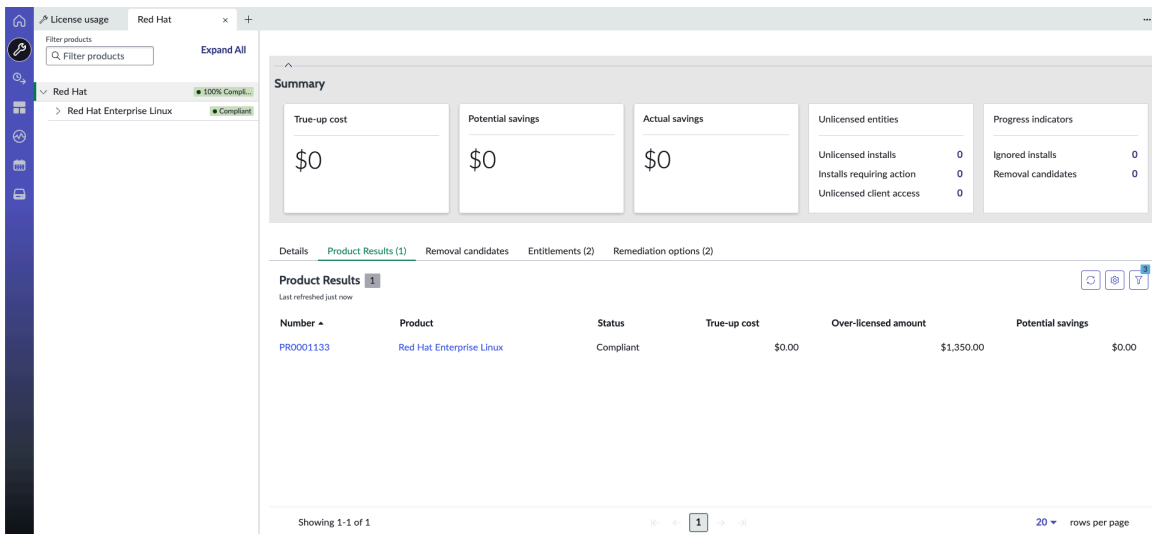 License usage
Red Hat
Filter products
Filter products
Expand All
Red Hat
100% Compli...
Red Hat Enterprise Linux
Compliant
Summary
True-up cost
$0
Potential savings
$0
Actual savings
$0
Unlicensed entities
Unlicensed installs 0
Installs requiring action 0
Unlicensed client access 0
Progress indicators
Ignored installs 0
Removal candidates 0
Details Product Results (1) Removal candidates Entitlements (2) Remediation options (2)
Product Results 1
3
Last refreshed just now
Number Product Status True-up cost Over-licensed amount Potential savings
PR0001133 Red Hat Enterprise Linux Compliant $0.00 $1,350.00 $0.00
Showing 1-1 of 1 1 20 rows per page